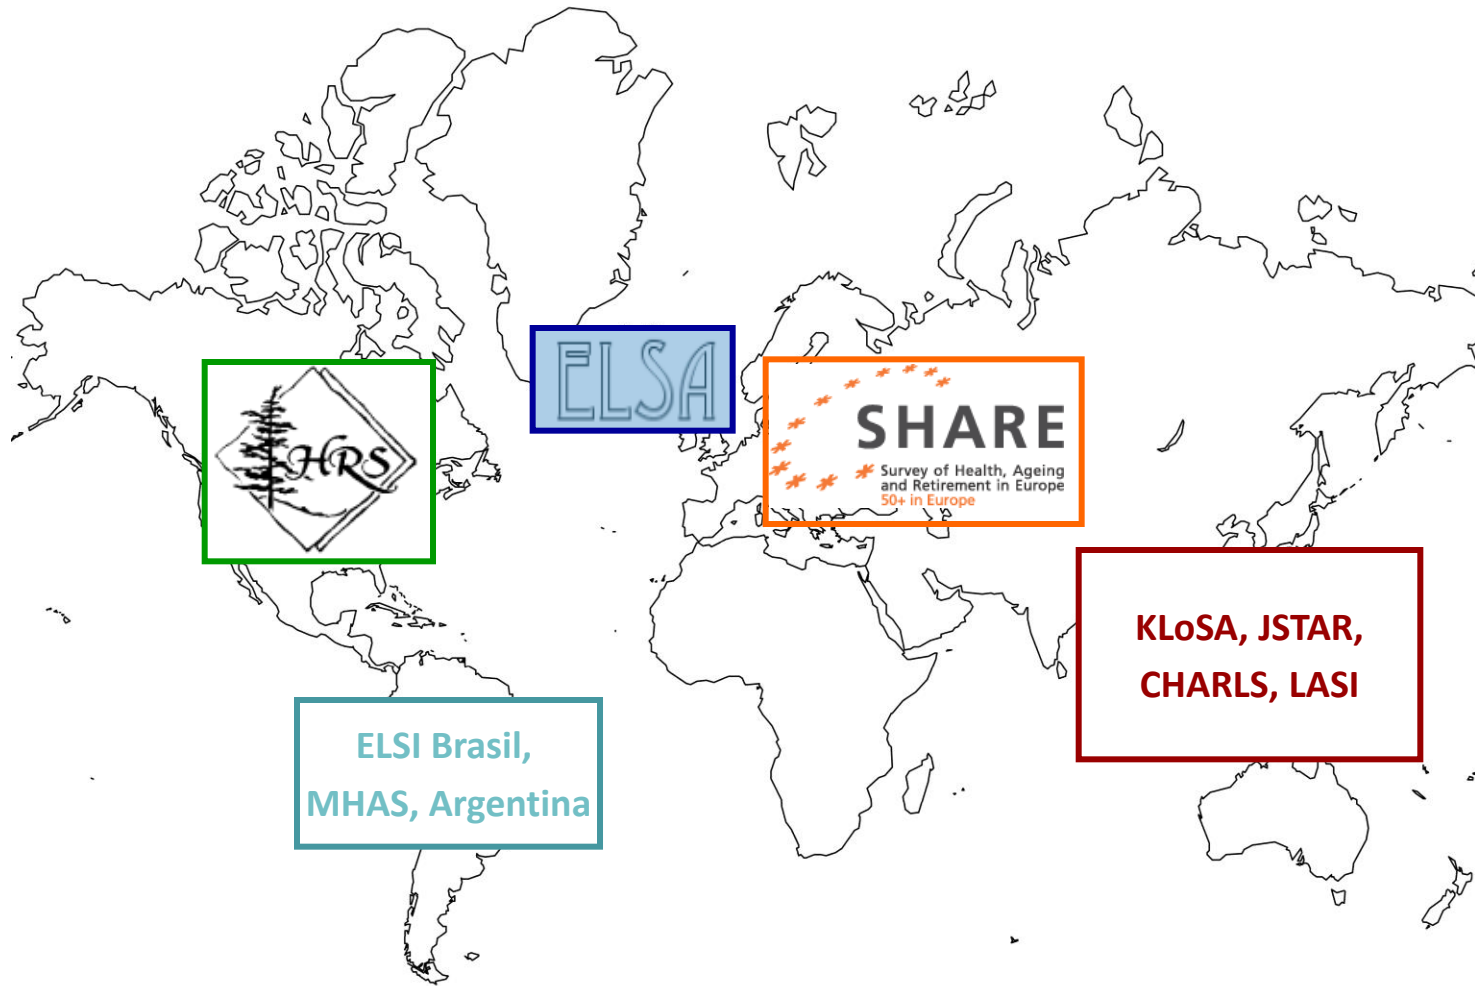 ELSA
HRS
SHARE
Survey of Health, Ageing
and Retirement in Europe
50+ in Europe
KLoSA, JSTAR,
CHARLS, LASI
ELSI Brasil,
MHAS, Argentina